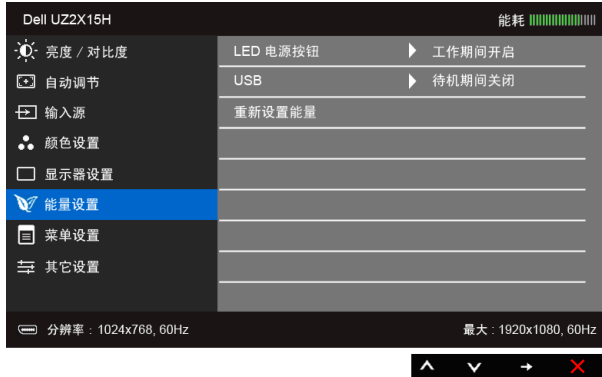 Dell UZ2X15H 能耗
亮度 / 对比度 LED 电源按钮 工作期间开启
自动调节 USB 待机期间关闭
输入源 重新设置能量
颜色设置
显示器设置
能量设置
菜单设置
其它设置
分辨率 : 1024x768, 60Hz 最大 : 1920x1080, 60Hz